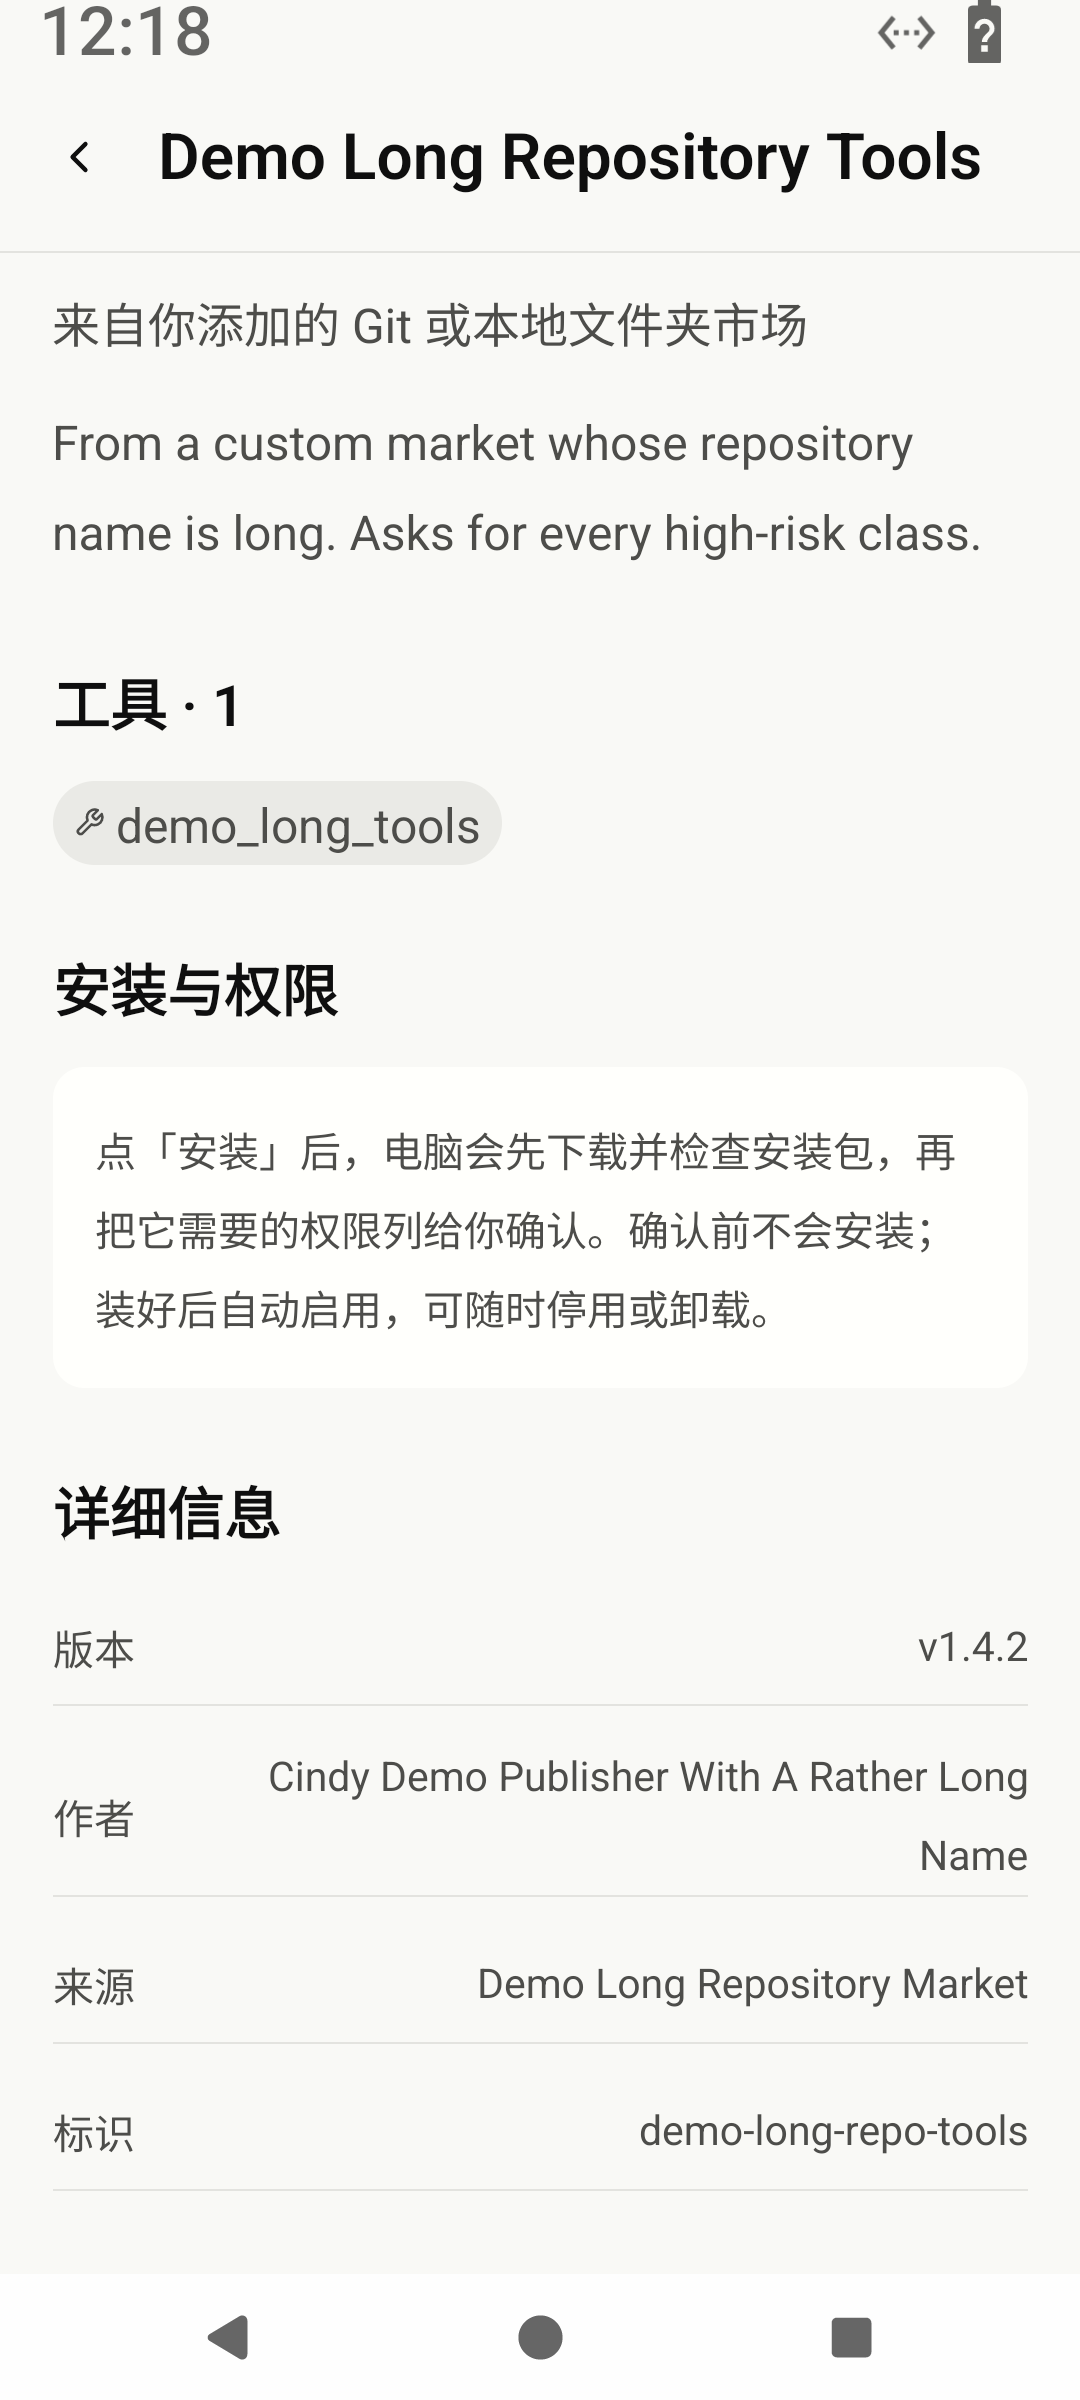 12:18
Demo Long Repository Tools
来自你添加的 Git 或本地文件夹市场
From a custom market whose repository
name is long. Asks for every high-risk class.
工具 · 1
demo_long_tools
安装与权限
点「安装」后，电脑会先下载并检查安装包，再
把它需要的权限列给你确认。确认前不会安装；
装好后自动启用，可随时停用或卸载。
详细信息
版本 v1.4.2
作者 Cindy Demo Publisher With A Rather Long
Name
来源 Demo Long Repository Market
标识 demo-long-repo-tools